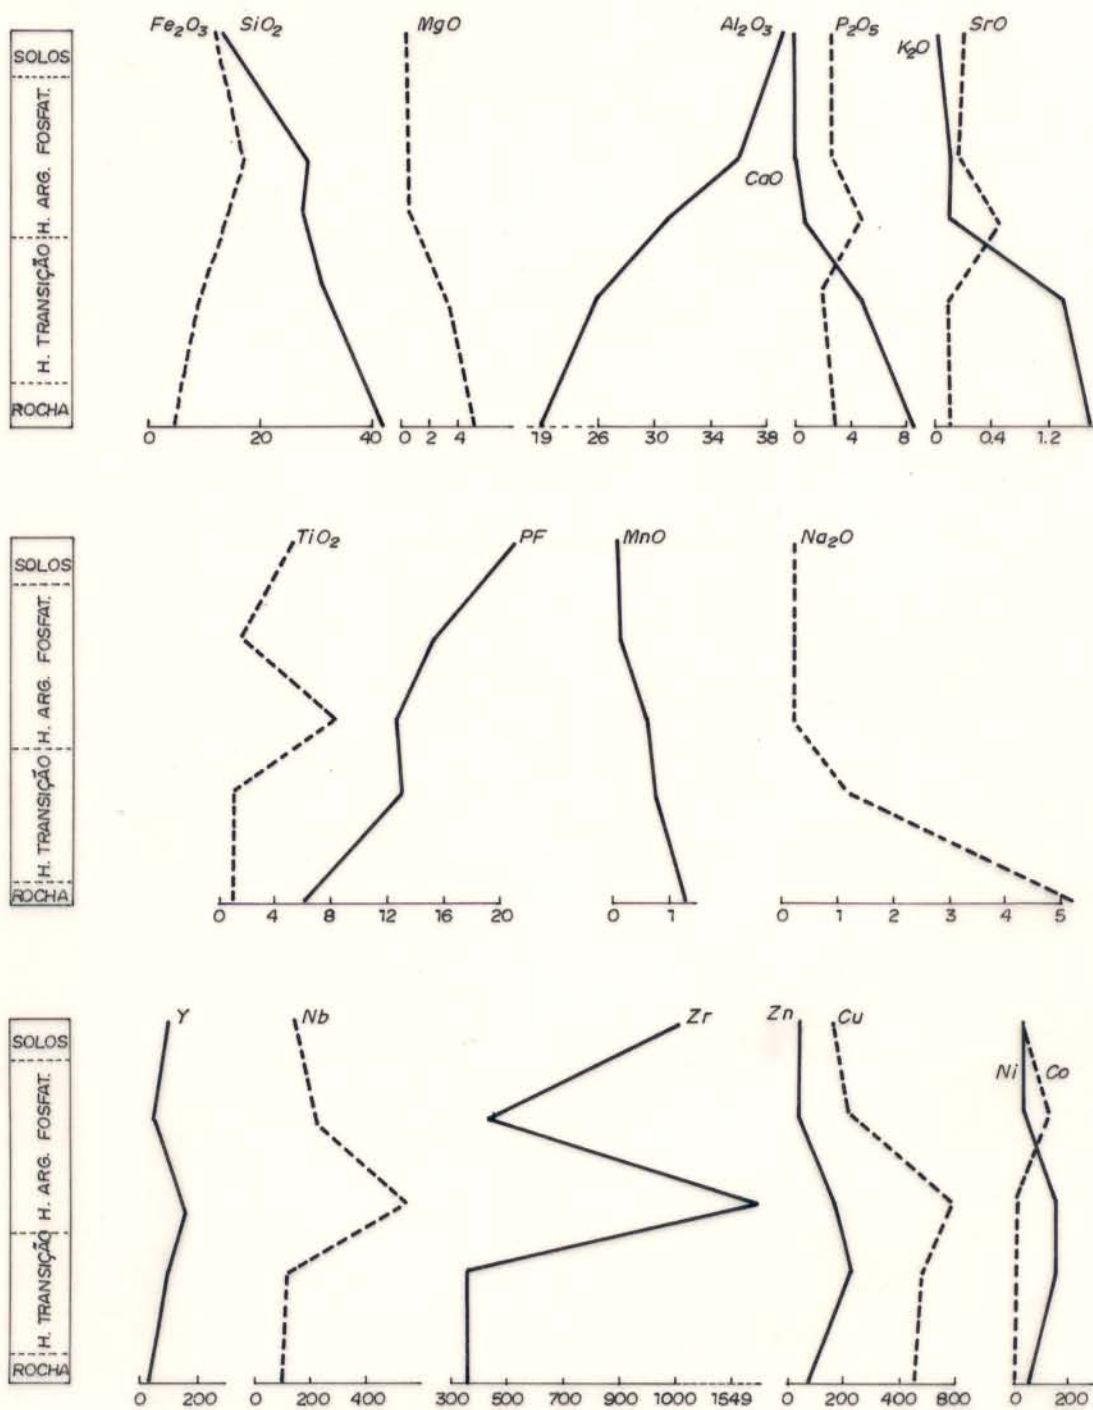 Fe₂O₃ SiO₂ MgO Al₂O₃ P₂O₅ SrO
K₂O
CaO
SOLOS
H. ARG. FOSFAT.
H. TRANSIÇÃO
ROCHA
0 20 40 0 2 4 19 26 30 34 38 0 4 8 0 0.4 1.2
TiO₂ PF MnO Na₂O
SOLOS
H. ARG. FOSFAT.
H. TRANSIÇÃO
ROCHA
0 4 8 12 16 20 0 1 0 1 2 3 4 5
Y Nb Zr Zn Cu
Ni Co
SOLOS
H. ARG. FOSFAT.
H. TRANSIÇÃO
ROCHA
0 200 0 200 400 300 500 700 900 1000 1549 0 200 600 800 0 200